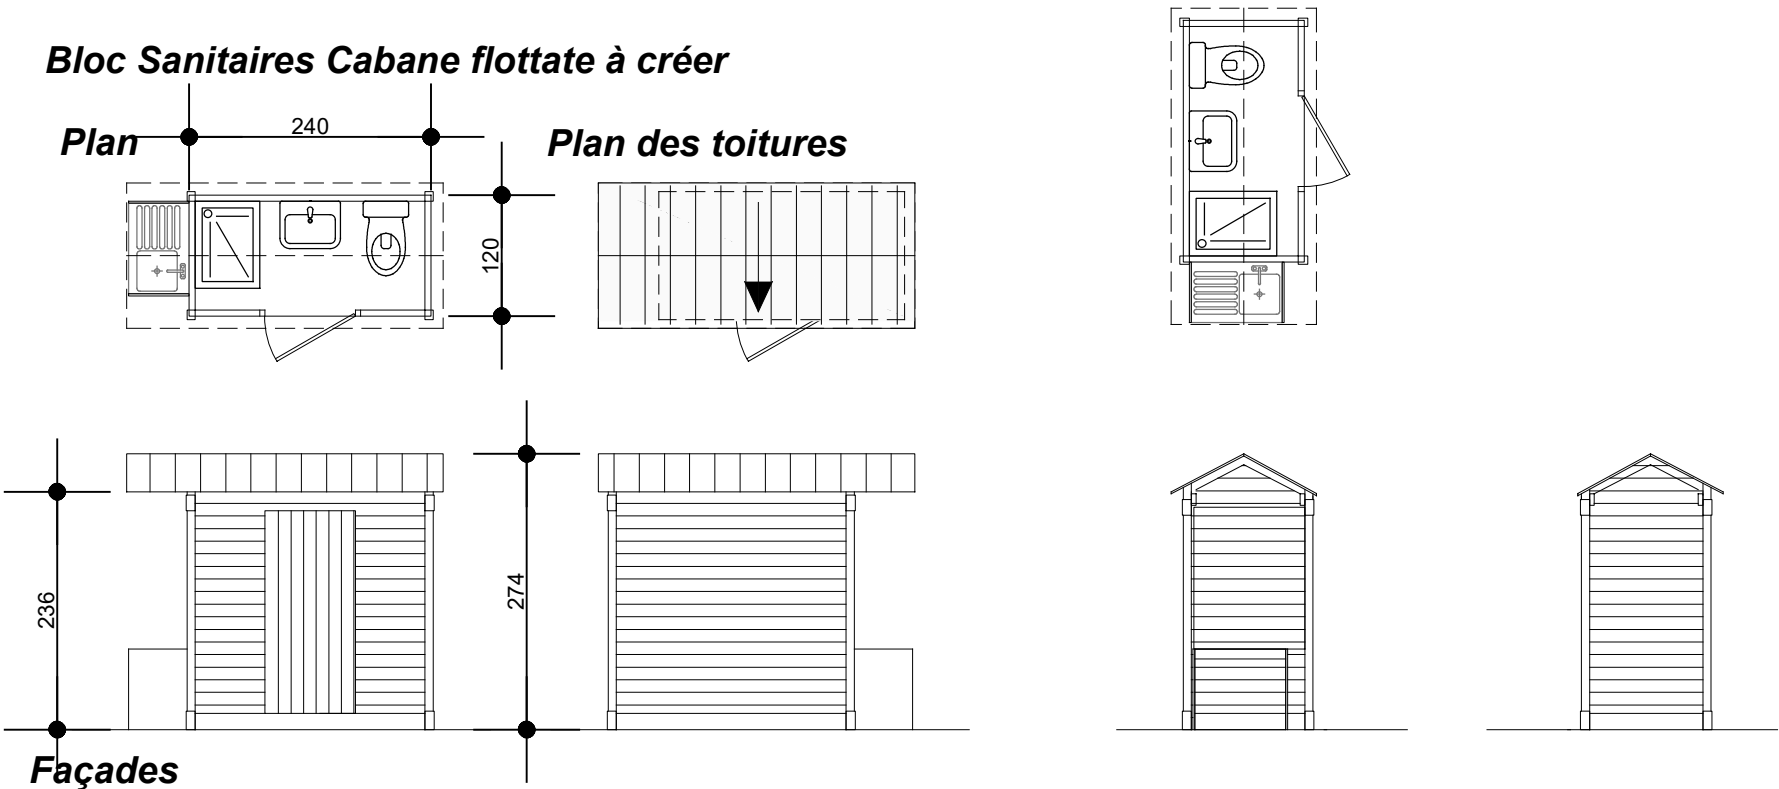 Bloc Sanitaires Cabane flottate à créer
Plan
240
Plan des toitures
120
236
274
Façades